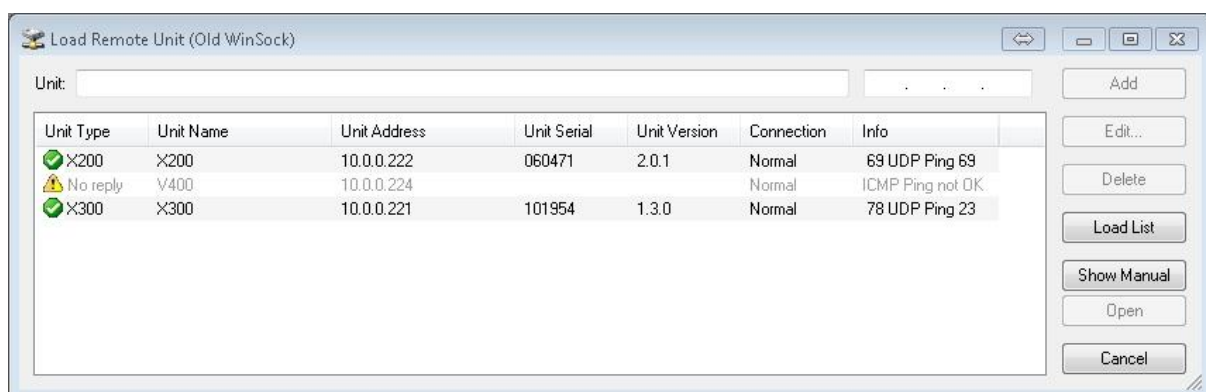 Load Remote Unit (Old WinSock)
Unit: . . . Add
Unit Type Unit Name Unit Address Unit Serial Unit Version Connection Info Edit...
X200 X200 10.0.0.222 060471 2.0.1 Normal 69 UDP Ping 69
No reply V400 10.0.0.224 Normal ICMP Ping not OK Delete
X300 X300 10.0.0.221 101954 1.3.0 Normal 78 UDP Ping 23
Load List
Show Manual
Open
Cancel